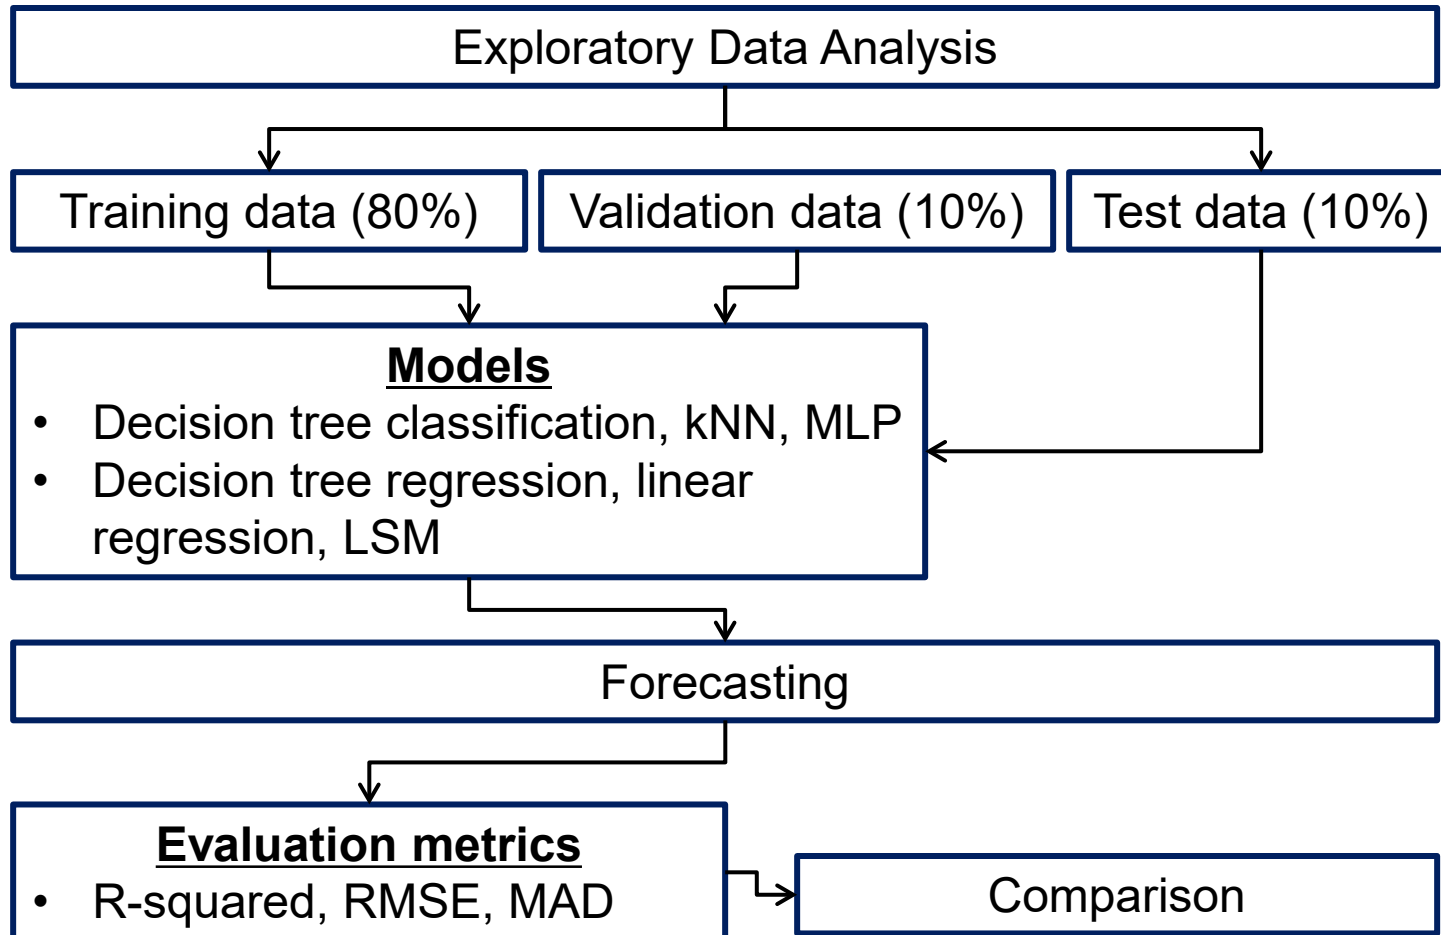 Exploratory Data Analysis
Training data (80%)
Validation data (10%)
Test data (10%)
Models
• Decision tree classification, kNN, MLP
• Decision tree regression, linear
regression, LSM
Forecasting
Evaluation metrics
• R-squared, RMSE, MAD
Comparison